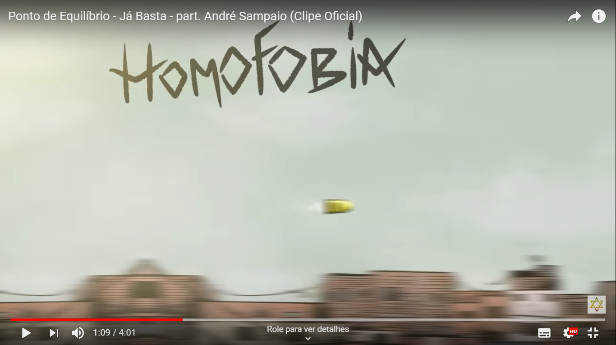 Ponto de Equilíbrio - Já Basta - part. André Sampaio (Clipe Oficial)
HOMOFOBIA
1:09 / 4:01
Role para ver detalhes
HD